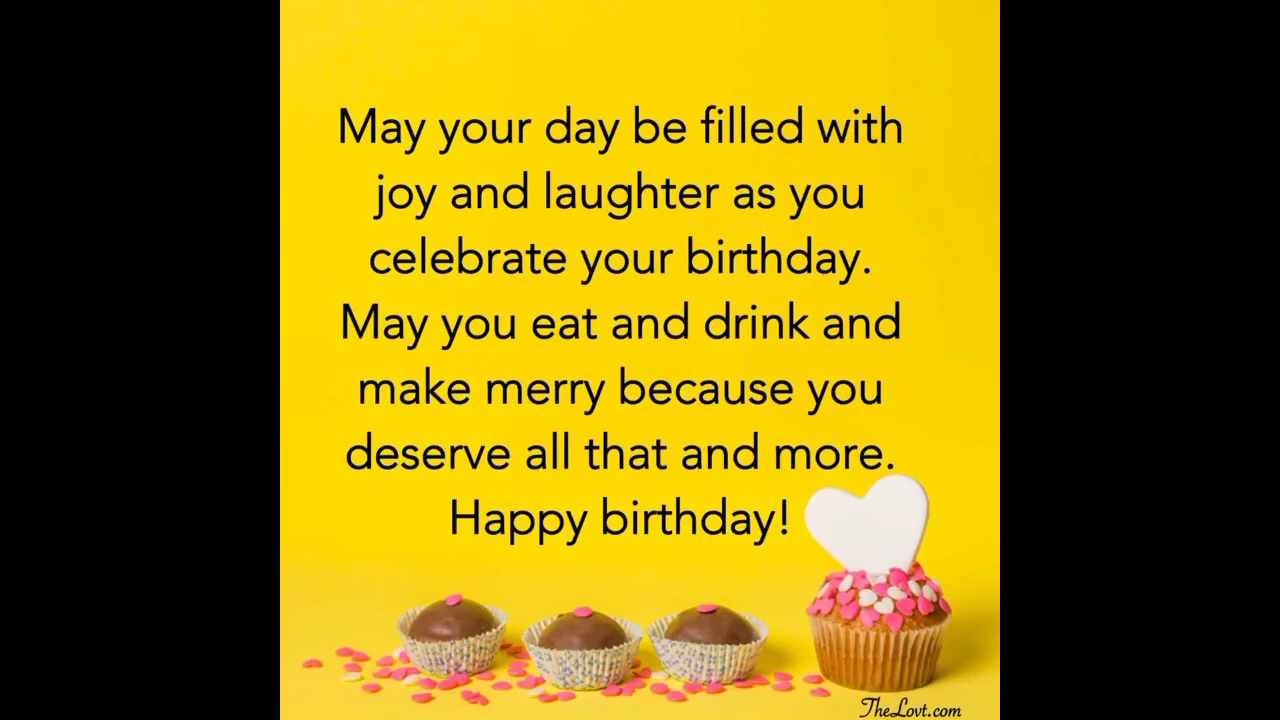 May your day be filled with
joy and laughter as you
celebrate your birthday.
May you eat and drink and
make merry because you
deserve all that and more.
Happy birthday!
TheLovt.com